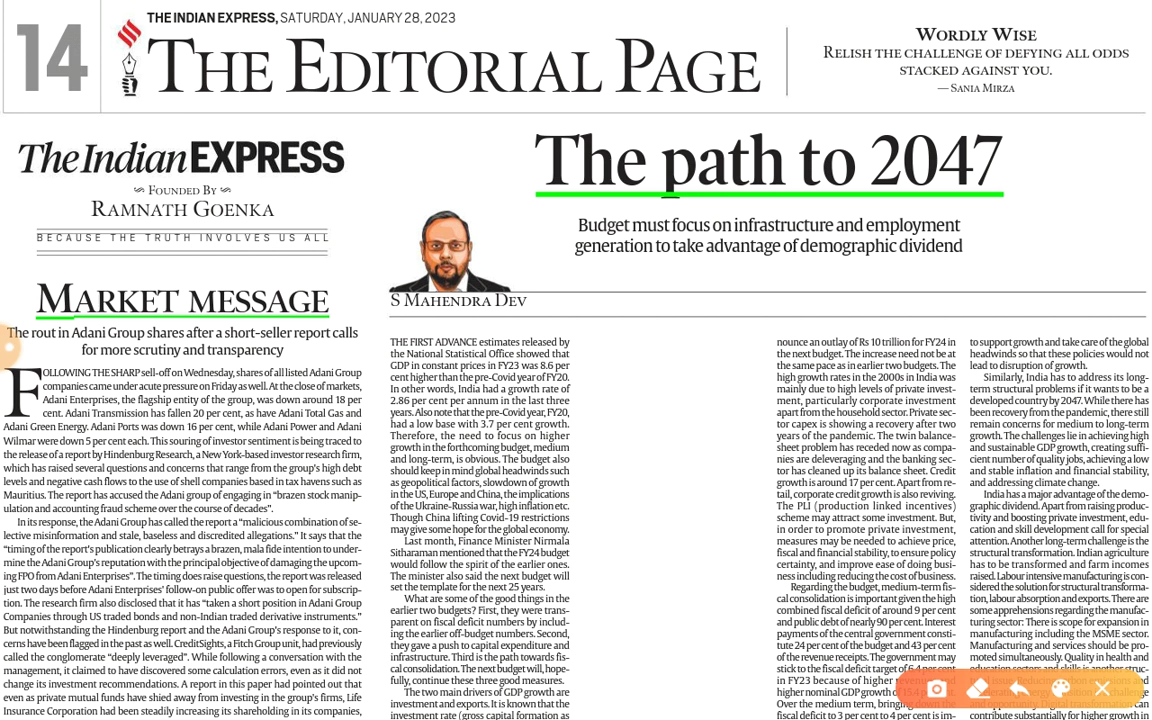 14
THE INDIAN EXPRESS, SATURDAY, JANUARY 28, 2023
THE EDITORIAL PAGE
WORDLY WISE
RELISH THE CHALLENGE OF DEFYING ALL ODDS
STACKED AGAINST YOU.
— SANIA MIRZA
The Indian EXPRESS
FOUNDED BY
RAMNATH GOENKA
BECAUSE THE TRUTH INVOLVES US ALL
MARKET MESSAGE
The rout in Adani Group shares after a short-seller report calls
for more scrutiny and transparency
FOLLOWING THE SHARP sell-off on Wednesday, shares of all listed Adani Group
companies came under acute pressure on Friday as well. At the close of markets,
Adani Enterprises, the flagship entity of the group, was down around 18 per
cent. Adani Transmission has fallen 20 per cent, as have Adani Total Gas and
Adani Green Energy. Adani Ports was down 16 per cent, while Adani Power and Adani
Wilmar were down 5 per cent each. This souring of investor sentiment is being traced to
the release of a report by Hindenburg Research, a New York-based investor research firm,
which has raised several questions and concerns that range from the group's high debt
levels and negative cash flows to the use of shell companies based in tax havens such as
Mauritius. The report has accused the Adani group of engaging in "brazen stock manip-
ulation and accounting fraud scheme over the course of decades".
In its response, the Adani Group has called the report a "malicious combination of se-
lective misinformation and stale, baseless and discredited allegations." It says that the
"timing of the report's publication clearly betrays a brazen, mala fide intention to under-
mine the Adani Group's reputation with the principal objective of damaging the upcom-
ing FPO from Adani Enterprises". The timing does raise questions, the report was released
just two days before Adani Enterprises' follow-on public offer was to open for subscrip-
tion. The research firm also disclosed that it has "taken a short position in Adani Group
Companies through US traded bonds and non-Indian traded derivative instruments."
But notwithstanding the Hindenburg report and the Adani Group's response to it, con-
cerns have been flagged in the past as well. CreditSights, a Fitch Group unit, had previously
called the conglomerate "deeply leveraged". While following a conversation with the
management, it claimed to have discovered some calculation errors, even as it did not
change its investment recommendations. A report in this paper had pointed out that
even as private mutual funds have shied away from investing in the group's firms, Life
Insurance Corporation had been steadily increasing its shareholding in its companies,
The path to 2047
Budget must focus on infrastructure and employment
generation to take advantage of demographic dividend
S MAHENDRA DEV
THE FIRST ADVANCE estimates released by
the National Statistical Office showed that
GDP in constant prices in FY23 was 8.6 per
cent higher than the pre-Covid year of FY20.
In other words, India had a growth rate of
2.86 per cent per annum in the last three
years. Also note that the pre-Covid year, FY20,
had a low base with 3.7 per cent growth.
Therefore, the need to focus on higher
growth in the forthcoming budget, medium
and long-term, is obvious. The budget also
should keep in mind global headwinds such
as geopolitical factors, slowdown of growth
in the US, Europe and China, the implications
of the Ukraine-Russia war, high inflation etc.
Though China lifting Covid-19 restrictions
may give some hope for the global economy.
Last month, Finance Minister Nirmala
Sitharaman mentioned that the FY24 budget
would follow the spirit of the earlier ones.
The minister also said the next budget will
set the template for the next 25 years.
What are some of the good things in the
earlier two budgets? First, they were trans-
parent on fiscal deficit numbers by includ-
ing the earlier off-budget numbers. Second,
they gave a push to capital expenditure and
infrastructure. Third is the path towards fis-
cal consolidation. The next budget will, hope-
fully, continue these three good measures.
The two main drivers of GDP growth are
investment and exports. It is known that the
investment rate (gross capital formation as
nounce an outlay of Rs 10 trillion for FY24 in
the next budget. The increase need not be at
the same pace as in earlier two budgets. The
high growth rates in the 2000s in India was
mainly due to high levels of private invest-
ment, particularly corporate investment
apart from the household sector. Private sec-
tor capex is showing a recovery after two
years of the pandemic. The twin balance-
sheet problem has receded now as compa-
nies are deleveraging and the banking sec-
tor has cleaned up its balance sheet. Credit
growth is around 17 per cent. Apart from re-
tail, corporate credit growth is also reviving.
The PLI (production linked incentives)
scheme may attract some investment. But,
in order to promote private investment,
measures may be needed to achieve price,
fiscal and financial stability, to ensure policy
certainty, and improve ease of doing busi-
ness including reducing the cost of business.
Regarding the budget, medium-term fis-
cal consolidation is important given the high
combined fiscal deficit of around 9 per cent
and public debt of nearly 90 per cent. Interest
payments of the central government consti-
tute 24 per cent of the budget and 43 per cent
of the revenue receipts. The government may
stick to the fiscal deficit target of 6.4 per cent
in FY23 because of higher revenue and
higher nominal GDP growth of 15.4 p
Over the medium term, bringing down the
fiscal deficit to 3 per cent to 4 per cent is im-
to support growth and take care of the global
headwinds so that these policies would not
lead to disruption of growth.
Similarly, India has to address its long-
term structural problems if it wants to be a
developed country by 2047. While there has
been recovery from the pandemic, there still
remain concerns for medium to long-term
growth. The challenges lie in achieving high
and sustainable GDP growth, creating suffi-
cient number of quality jobs, achieving a low
and stable inflation and financial stability,
and addressing climate change.
India has a major advantage of the demo-
graphic dividend. Apart from raising produc-
tivity and boosting private investment, edu-
cation and skill development call for special
attention. Another long-term challenge is the
structural transformation. Indian agriculture
has to be transformed and farm incomes
raised. Labour intensive manufacturing is con-
sidered the solution for structural transforma-
tion, labour absorption and exports. There are
some apprehensions regarding the manufac-
turing sector: There is scope for expansion in
manufacturing including the MSME sector.
Manufacturing and services should be pro-
moted simultaneously. Quality in health and
education sectors and skills is another struc-
and opportunity. Digital transformation can
contribute substantially for higher growth in